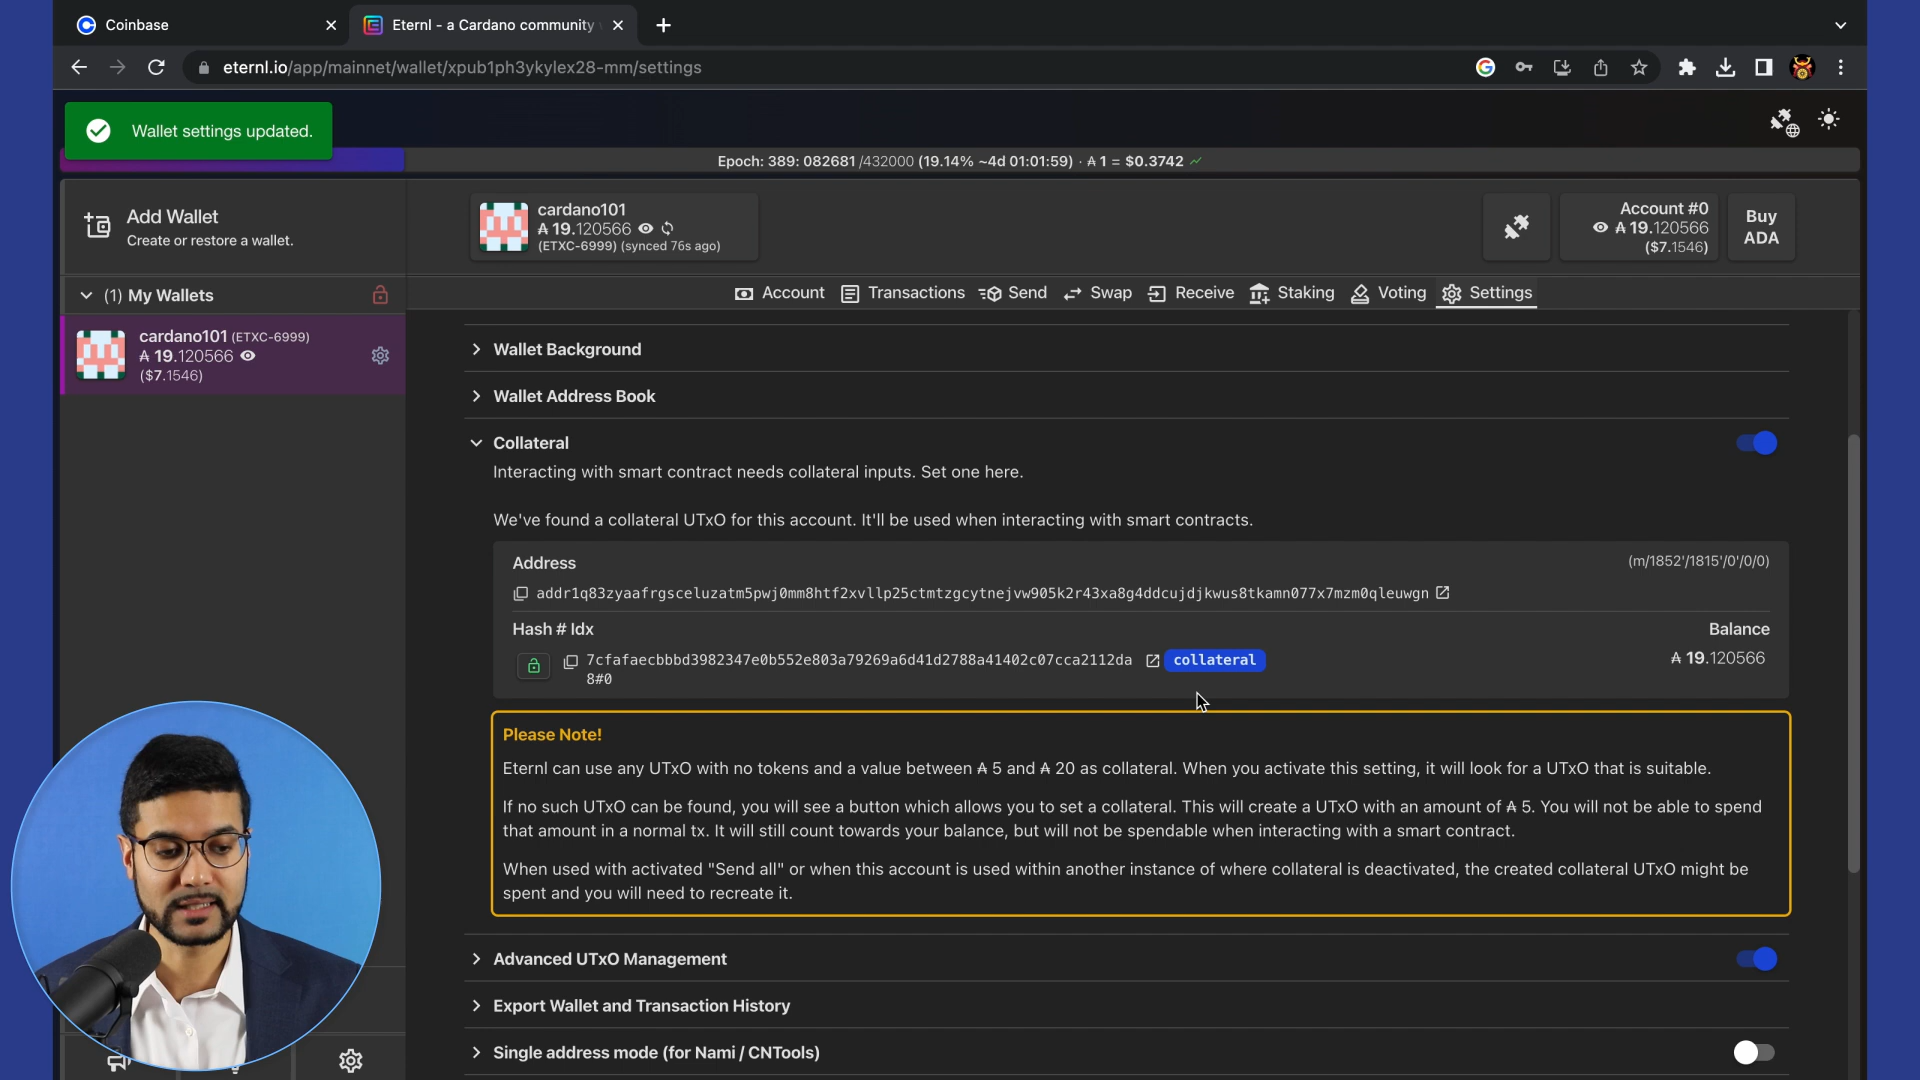 Coinbase
Eternl - a Cardano community
eternl.io/app/mainnet/wallet/xpub1ph3ykylex28-mm/settings
Wallet settings updated.
Epoch: 389: 082681 /432000 (19.14% ~4d 01:01:59) · ₳ 1 = $0.3742
Add Wallet
Create or restore a wallet.
cardano101
₳ 19.120566
(ETXC-6999) (synced 76s ago)
Account #0
₳ 19.120566
($7.1546)
Buy
ADA
(1) My Wallets
Account
Transactions
Send
Swap
Receive
Staking
Voting
Settings
cardano101 (ETXC-6999)
₳ 19.120566
($7.1546)
Wallet Background
Wallet Address Book
Collateral
Interacting with smart contract needs collateral inputs. Set one here.
We've found a collateral UTxO for this account. It'll be used when interacting with smart contracts.
Address
(m/1852'/1815'/0'/0/0)
addr1q83zyaafrgsceluzatm5pwj0mm8htf2xvllp25ctmtzgcytnejvw905k2r43xa8g4ddcujdjkwus8tkamn077x7mzm0qleuwgn
Hash # Idx
Balance
7cfafaecbbbd3982347e0b552e803a79269a6d41d2788a41402c07cca2112da
8#0
collateral
₳ 19.120566
Please Note!
Eternl can use any UTxO with no tokens and a value between ₳ 5 and ₳ 20 as collateral. When you activate this setting, it will look for a UTxO that is suitable.
If no such UTxO can be found, you will see a button which allows you to set a collateral. This will create a UTxO with an amount of ₳ 5. You will not be able to spend
that amount in a normal tx. It will still count towards your balance, but will not be spendable when interacting with a smart contract.
When used with activated "Send all" or when this account is used within another instance of where collateral is deactivated, the created collateral UTxO might be
spent and you will need to recreate it.
Advanced UTxO Management
Export Wallet and Transaction History
Single address mode (for Nami / CNTools)